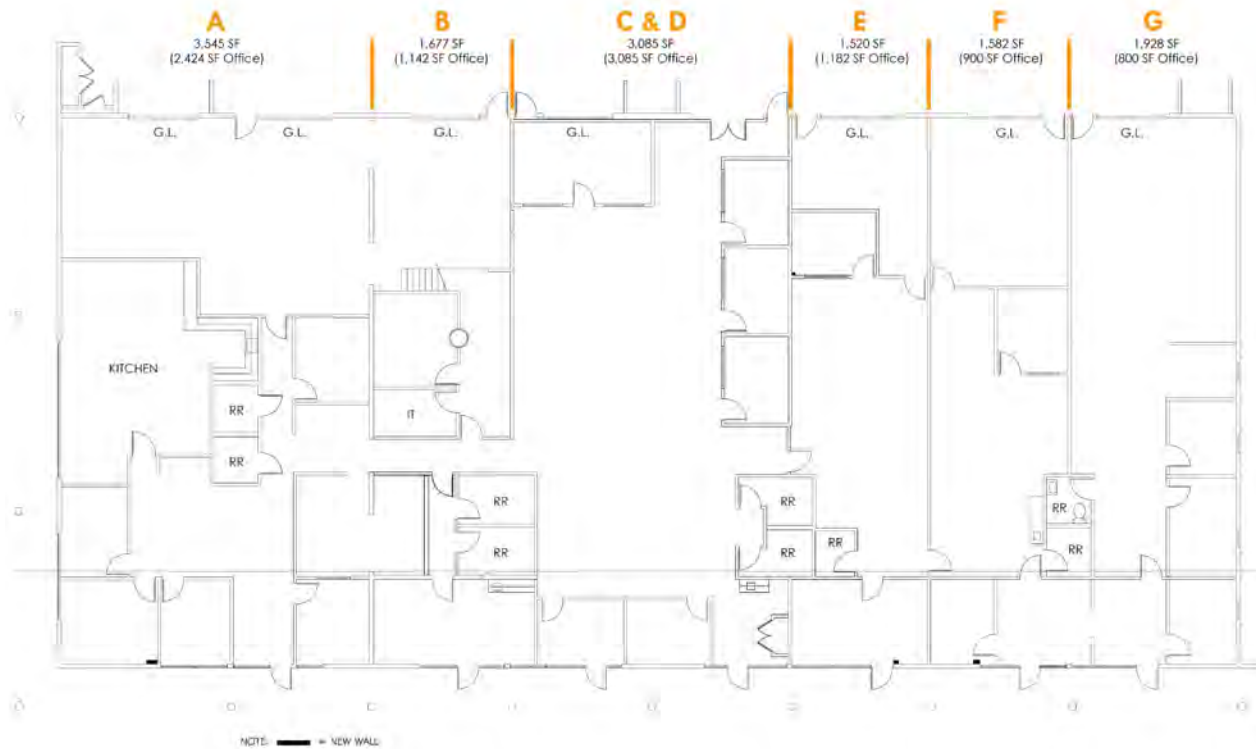 A
3,545 SF
(2,424 SF Office)
B
1,677 SF
(1,142 SF Office)
C & D
3,085 SF
(3,085 SF Office)
E
1,520 SF
(1,182 SF Office)
F
1,582 SF
(900 SF Office)
G
1,928 SF
(800 SF Office)
G.L.
G.L.
G.L.
G.L.
G.L.
G.L.
G.L.
KITCHEN
RR
IT
RR
RR
RR
RR
RR
RR
RR
RR
RR
NOTE: = NEW WALL